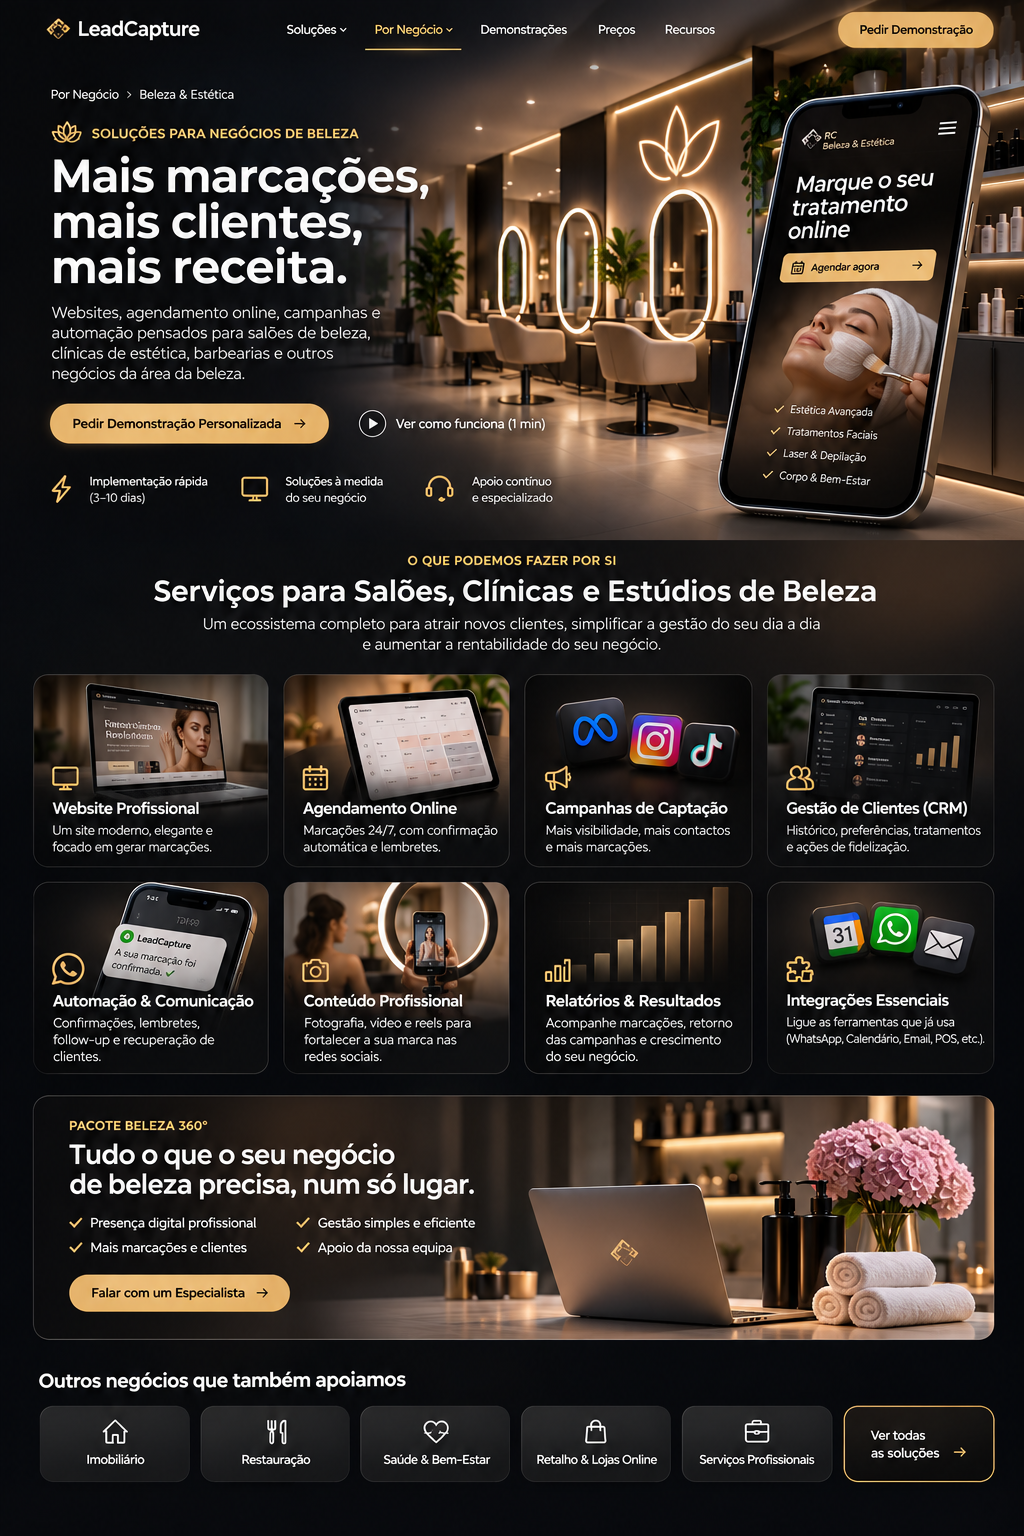 LeadCapture
Soluções
Por Negócio
Demonstrações
Preços
Recursos
Pedir Demonstração
Por Negócio > Beleza & Estética
SOLUÇÕES PARA NEGÓCIOS DE BELEZA
Mais marcações,
mais clientes,
mais receita.
Websites, agendamento online, campanhas e
automação pensados para salões de beleza,
clínicas de estética, barbearias e outros
negócios da área da beleza.
Pedir Demonstração Personalizada →
Ver como funciona (1 min)
Implementação rápida
(3–10 dias)
Soluções à medida
do seu negócio
Apoio contínuo
e especializado
RC
Beleza & Estética
Marque o seu
tratamento
online
Agendar agora →
Estética Avançada
Tratamentos Faciais
Laser & Depilação
Corpo & Bem-Estar
O QUE PODEMOS FAZER POR SI
Serviços para Salões, Clínicas e Estúdios de Beleza
Um ecossistema completo para atrair novos clientes, simplificar a gestão do seu dia a dia
e aumentar a rentabilidade do seu negócio.
Website Profissional
Um site moderno, elegante e
focado em gerar marcações.
Agendamento Online
Marcações 24/7, com confirmação
automática e lembretes.
Campanhas de Captação
Mais visibilidade, mais contactos
e mais marcações.
Gestão de Clientes (CRM)
Histórico, preferências, tratamentos
e ações de fidelização.
LeadCapture
A sua marcação foi
confirmada.
Automação & Comunicação
Confirmações, lembretes,
follow-up e recuperação de
clientes.
Conteúdo Profissional
Fotografia, vídeo e reels para
fortalecer a sua marca nas
redes sociais.
Relatórios & Resultados
Acompanhe marcações, retorno
das campanhas e crescimento
do seu negócio.
31
Integrações Essenciais
Ligue as ferramentas que já usa
(WhatsApp, Calendário, Email, POS, etc.).
PACOTE BELEZA 360°
Tudo o que o seu negócio
de beleza precisa, num só lugar.
Presença digital profissional
Gestão simples e eficiente
Mais marcações e clientes
Apoio da nossa equipa
Falar com um Especialista →
Outros negócios que também apoiamos
Imobiliário
Restauração
Saúde & Bem-Estar
Retalho & Lojas Online
Serviços Profissionais
Ver todas
as soluções →